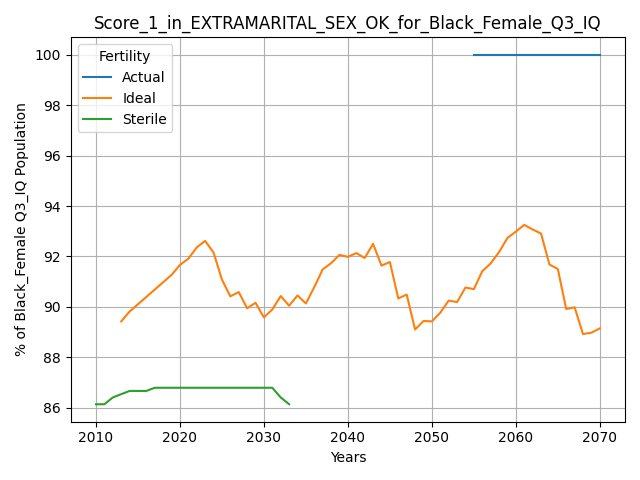 Score_1_in_EXTRAMARITAL_SEX_OK_for_Black_Female_Q3_IQ
Fertility
Actual
Ideal
Sterile
% of Black_Female Q3_IQ Population
100
98
96
94
92
90
88
86
2010 2020 2030 2040 2050 2060 2070
Years